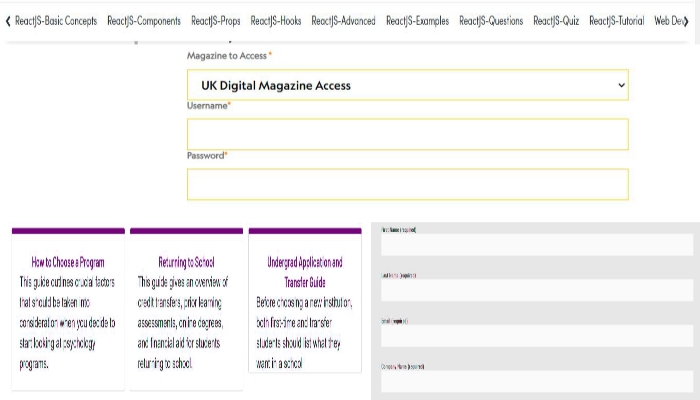 ReactJS-Basic Concepts ReactJS-Components ReactJS-Props ReactJS-Hooks ReactJS-Advanced ReactJS-Examples ReactJS-Questions ReactJS-Quiz ReactJS-Tutorial Web Dev
Magazine to Access *
UK Digital Magazine Access
Username*
Password*
How to Choose a Program
This guide outlines crucial factors
that should be taken into
consideration when you decide to
start looking at psychology
programs.
Returning to School
This guide gives an overview of
credit transfers, prior learning
assessments, online degrees,
and financial aid for students
returning to school.
Undergrad Application and
Transfer Guide
Before choosing a new institution,
both first-time and transfer
students should list what they
want in a school
First Name (required)
Last Name (required)
Email (required)
Company Name (required)